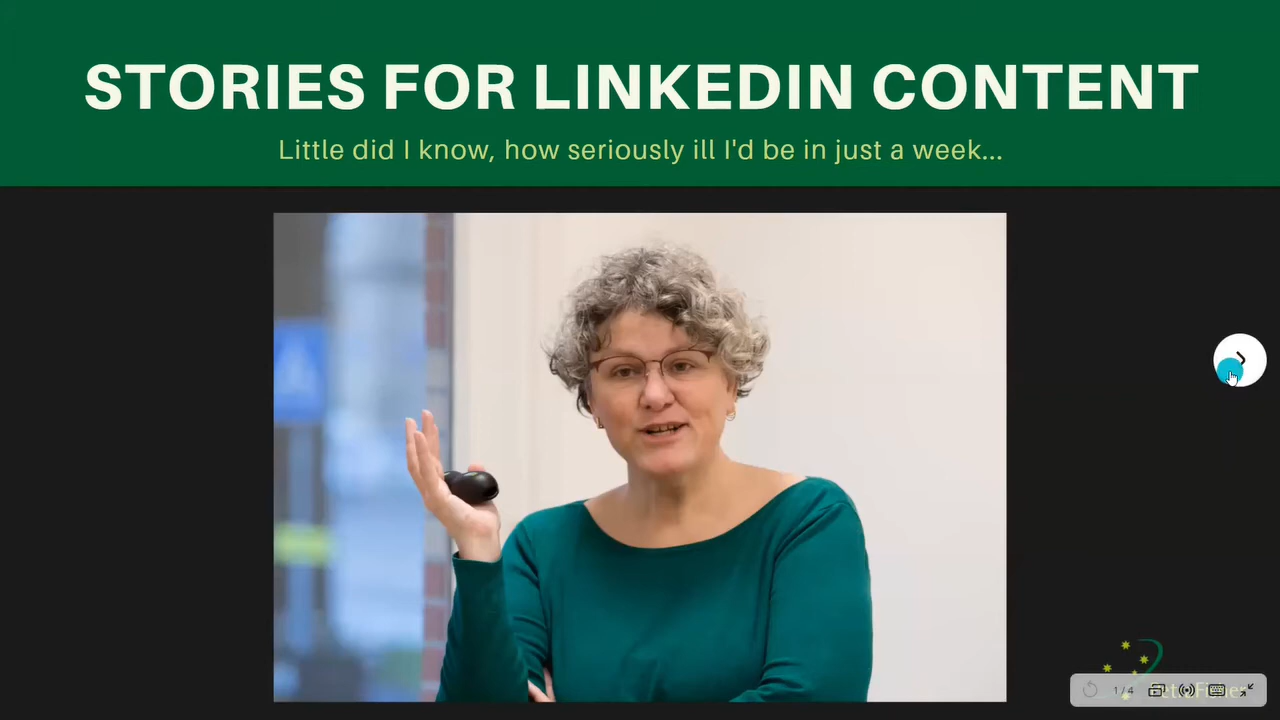 STORIES FOR LINKEDIN CONTENT
Little did I know, how seriously ill I'd be in just a week...
1/4